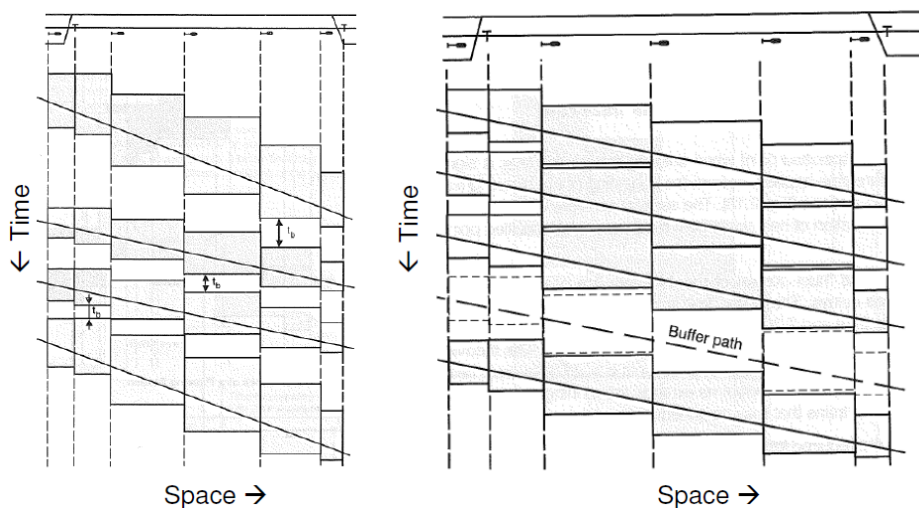 ← Time
t_b
t_b
t_b
Space →
← Time
Buffer path
Space →